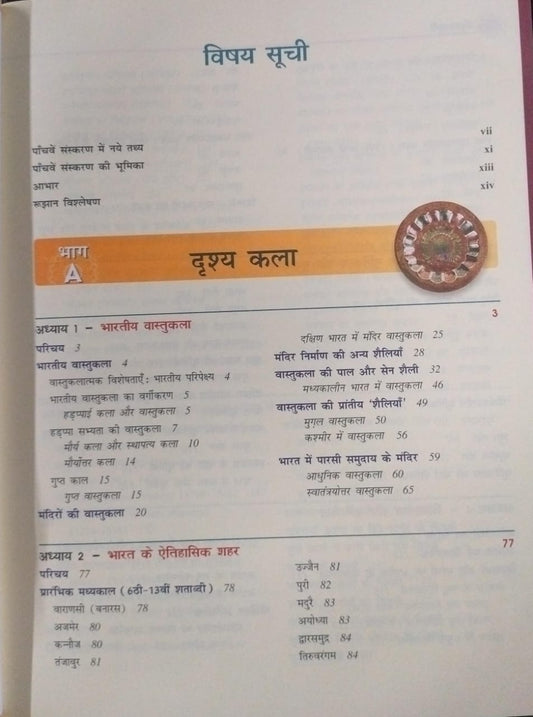 विषय सूची
पाँचवें संस्करण में नये तथ्य vii
पाँचवें संस्करण की भूमिका xi
आभार xiii
रूझान विश्लेषण xiv
भाग A
दृश्य कला
अध्याय 1 – भारतीय वास्तुकला 3
परिचय 3
भारतीय वास्तुकला 4
वास्तुकलात्मक विशेषताएँ: भारतीय परिपेक्ष्य 4
भारतीय वास्तुकला का वर्गीकरण 5
हड़प्पाई कला और वास्तुकला 5
हड़प्पा सभ्यता की वास्तुकला 7
मौर्य कला और स्थापत्य कला 10
मौर्योत्तर कला 14
गुप्त काल 15
गुप्त वास्तुकला 15
मंदिरों की वास्तुकला 20
दक्षिण भारत में मंदिर वास्तुकला 25
मंदिर निर्माण की अन्य शैलियाँ 28
वास्तुकला की पाल और सेन शैली 32
मध्यकालीन भारत में वास्तुकला 46
वास्तुकला की प्रांतीय 'शैलियाँ' 49
मुगल वास्तुकला 50
कश्मीर में वास्तुकला 56
भारत में पारसी समुदाय के मंदिर 59
आधुनिक वास्तुकला 60
स्वातंत्रयोत्तर वास्तुकला 65
अध्याय 2 – भारत के ऐतिहासिक शहर 77
परिचय 77
प्रारंभिक मध्यकाल (6ठी-13वीं शताब्दी) 78
वाराणसी (बनारस) 78
अजमेर 80
कन्नौज 80
तंजावुर 81
उज्जैन 81
पुरी 82
मदुरै 83
अयोध्या 83
द्वारसमुद्र 84
तिरुवरंगम 84